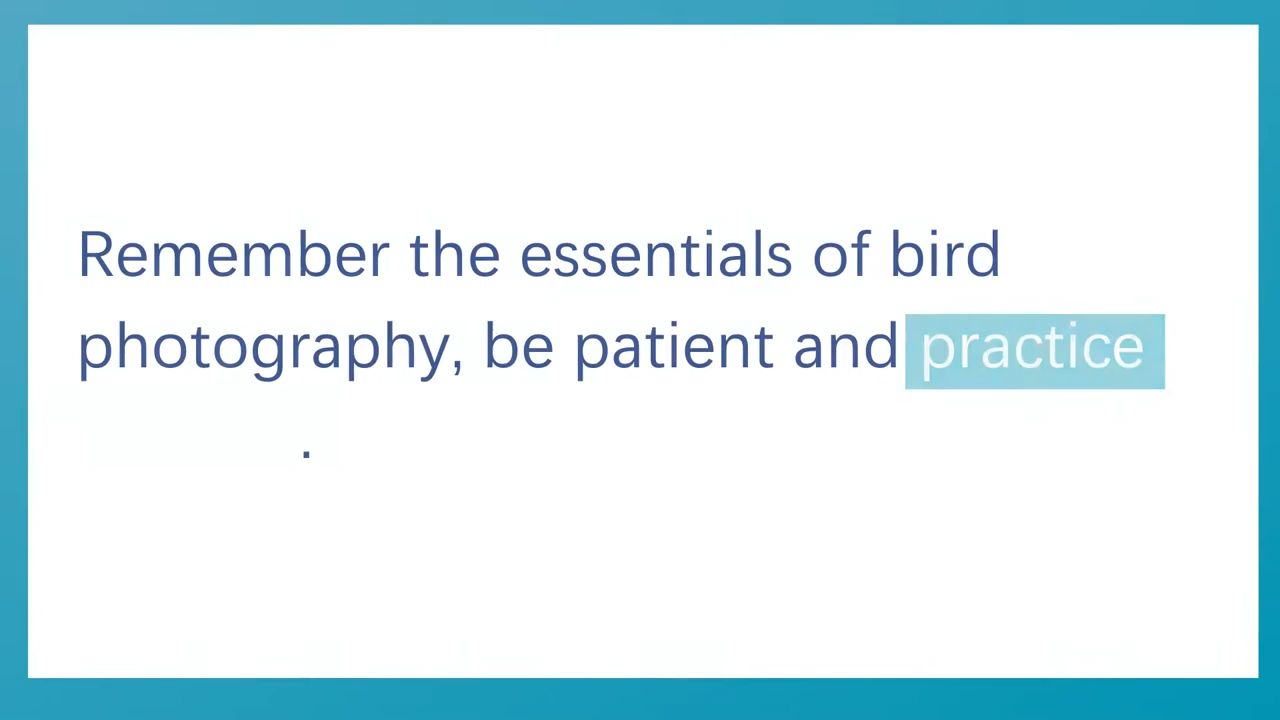 Remember the essentials of bird
photography, be patient and practice
.